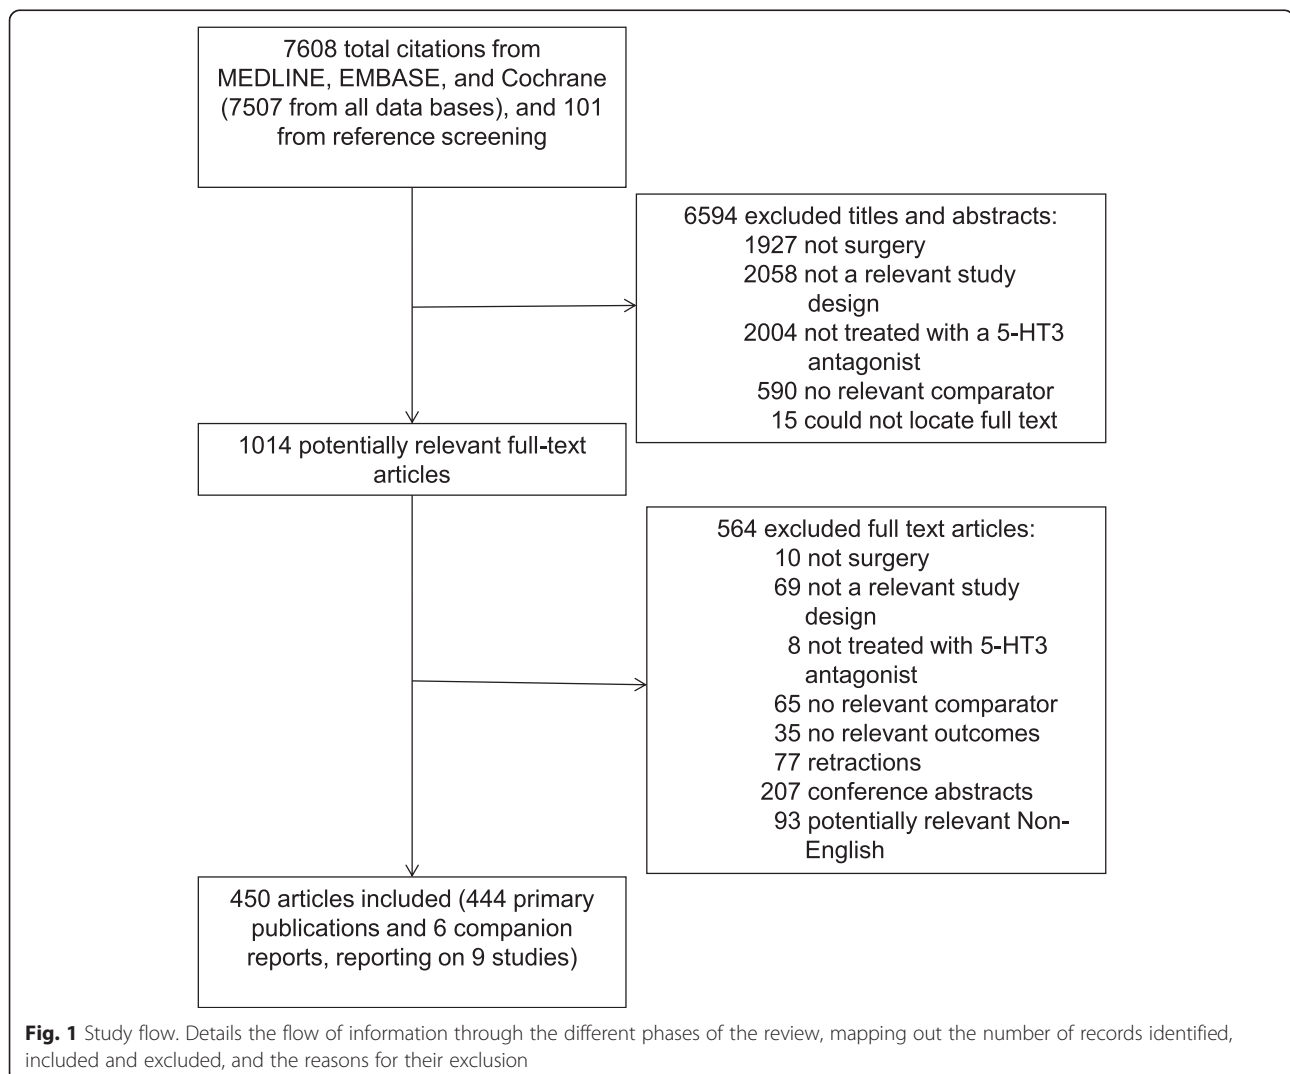 7608 total citations from
MEDLINE, EMBASE, and Cochrane
(7507 from all data bases), and 101
from reference screening
6594 excluded titles and abstracts:
1927 not surgery
2058 not a relevant study
design
2004 not treated with a 5-HT3
antagonist
590 no relevant comparator
15 could not locate full text
1014 potentially relevant full-text
articles
564 excluded full text articles:
10 not surgery
69 not a relevant study
design
8 not treated with 5-HT3
antagonist
65 no relevant comparator
35 no relevant outcomes
77 retractions
207 conference abstracts
93 potentially relevant Non-
English
450 articles included (444 primary
publications and 6 companion
reports, reporting on 9 studies)
Fig. 1 Study flow. Details the flow of information through the different phases of the review, mapping out the number of records identified,
included and excluded, and the reasons for their exclusion